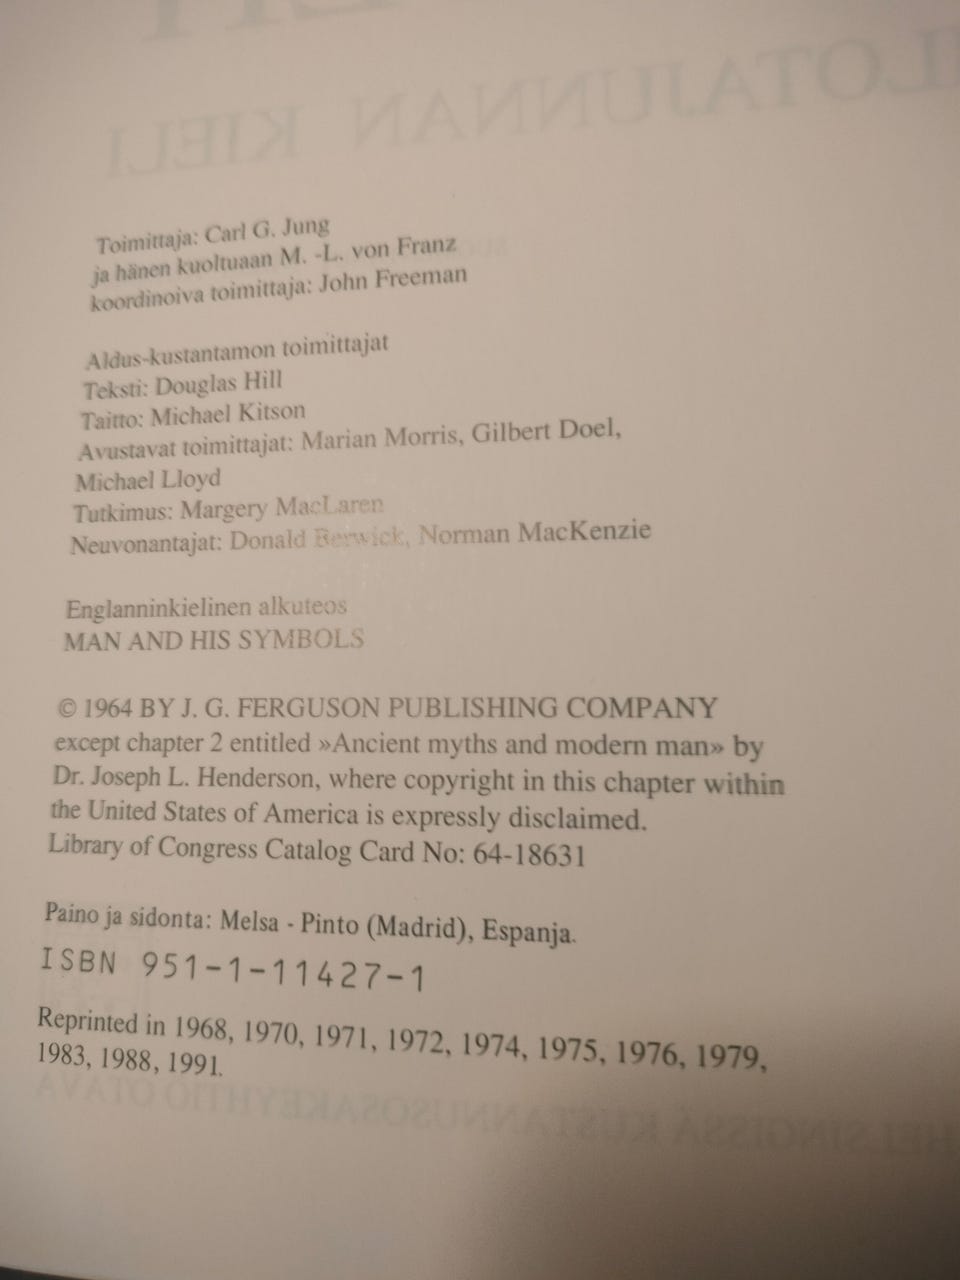 Toimittaja: Carl G. Jung
ja hänen kuoltuaan M. -L. von Franz
koordinoiva toimittaja: John Freeman
Aldus-kustantamon toimittajat
Teksti: Douglas Hill
Taitto: Michael Kitson
Avustavat toimittajat: Marian Morris, Gilbert Doel,
Michael Lloyd
Tutkimus: Margery MacLaren
Neuvonantajat: Donald Berwick, Norman MacKenzie
Englanninkielinen alkuteos
MAN AND HIS SYMBOLS
© 1964 BY J. G. FERGUSON PUBLISHING COMPANY
except chapter 2 entitled »Ancient myths and modern man» by
Dr. Joseph L. Henderson, where copyright in this chapter within
the United States of America is expressly disclaimed.
Library of Congress Catalog Card No: 64-18631
Paino ja sidonta: Melsa - Pinto (Madrid), Espanja.
ISBN 951-1-11427-1
Reprinted in 1968, 1970, 1971, 1972, 1974, 1975, 1976, 1979,
1983, 1988, 1991.